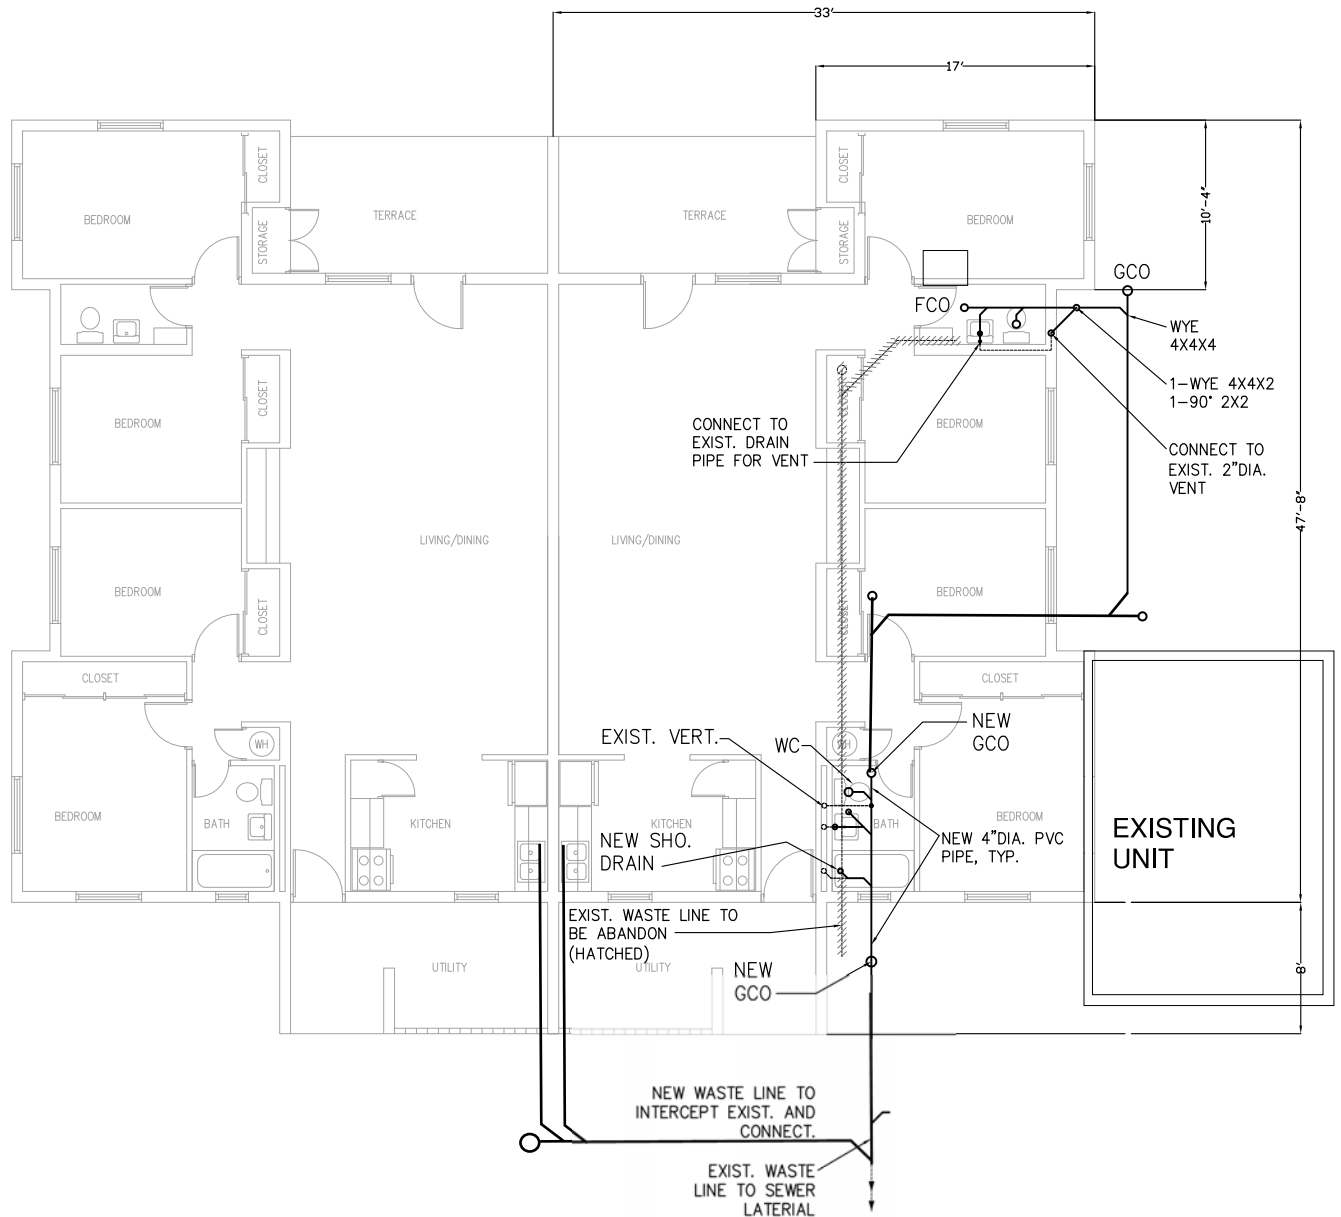 33'
17'
CLOSET
CLOSET
BEDROOM
TERRACE
TERRACE
BEDROOM
STORAGE
STORAGE
10'-4"
GCO
FCO
WYE
4X4X4
1-WYE 4X4X2
1-90° 2X2
CLOSET
CLOSET
BEDROOM
CONNECT TO
EXIST. DRAIN
PIPE FOR VENT
BEDROOM
CONNECT TO
EXIST. 2"DIA.
VENT
47'-8"
LIVING/DINING
LIVING/DINING
BEDROOM
BEDROOM
CLOSET
CLOSET
CLOSET
CLOSET
EXIST. VERT.
WC
NEW
GCO
WH
WH
BEDROOM
BATH
KITCHEN
KITCHEN
BATH
BEDROOM
NEW SHO.
DRAIN
NEW 4"DIA. PVC
PIPE, TYP.
EXISTING
UNIT
EXIST. WASTE LINE TO
BE ABANDON
(HATCHED)
UTILITY
UTILITY
NEW
GCO
8'
NEW WASTE LINE TO
INTERCEPT EXIST. AND
CONNECT.
EXIST. WASTE
LINE TO SEWER
LATERIAL